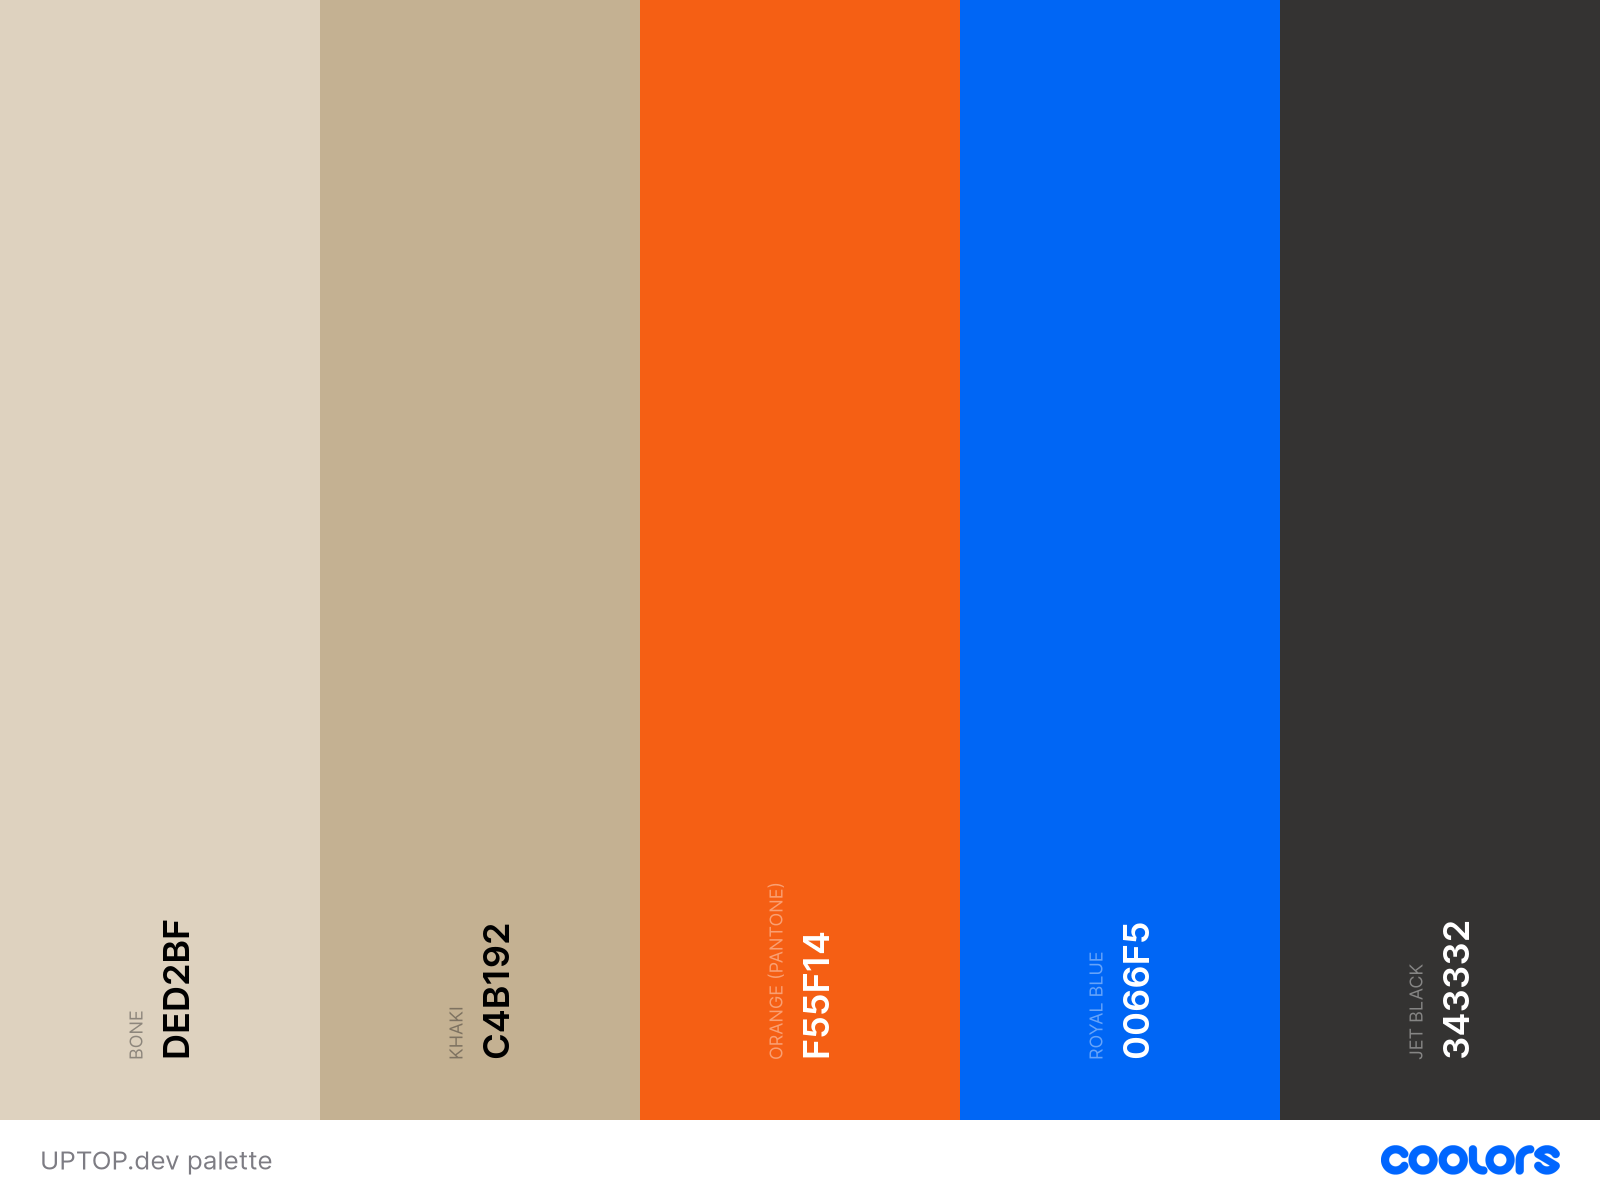 BONE
DED2BF
KHAKI
C4B192
ORANGE (PANTONE)
F55F14
ROYAL BLUE
0066F5
JET BLACK
343332
UPTOP.dev palette
coolors